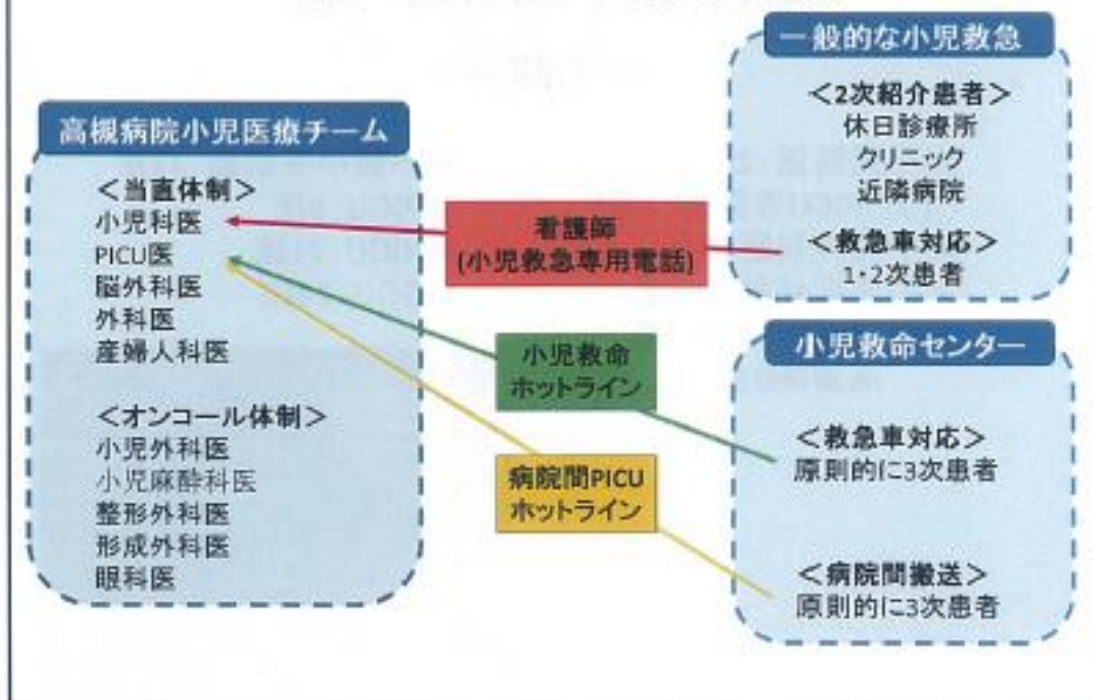 高槻病院小児医療チーム
＜当直体制＞
小児科医
PICU医
脳外科医
外科医
産婦人科医
＜オンコール体制＞
小児外科医
小児麻酔科医
整形外科医
形成外科医
眼科医
看護師
(小児救急専用電話)
小児救命
ホットライン
病院間PICU
ホットライン
一般的な小児救急
＜2次紹介患者＞
休日診療所
クリニック
近隣病院
＜救急車対応＞
1・2次患者
小児救命センター
＜救急車対応＞
原則的に3次患者
＜病院間搬送＞
原則的に3次患者